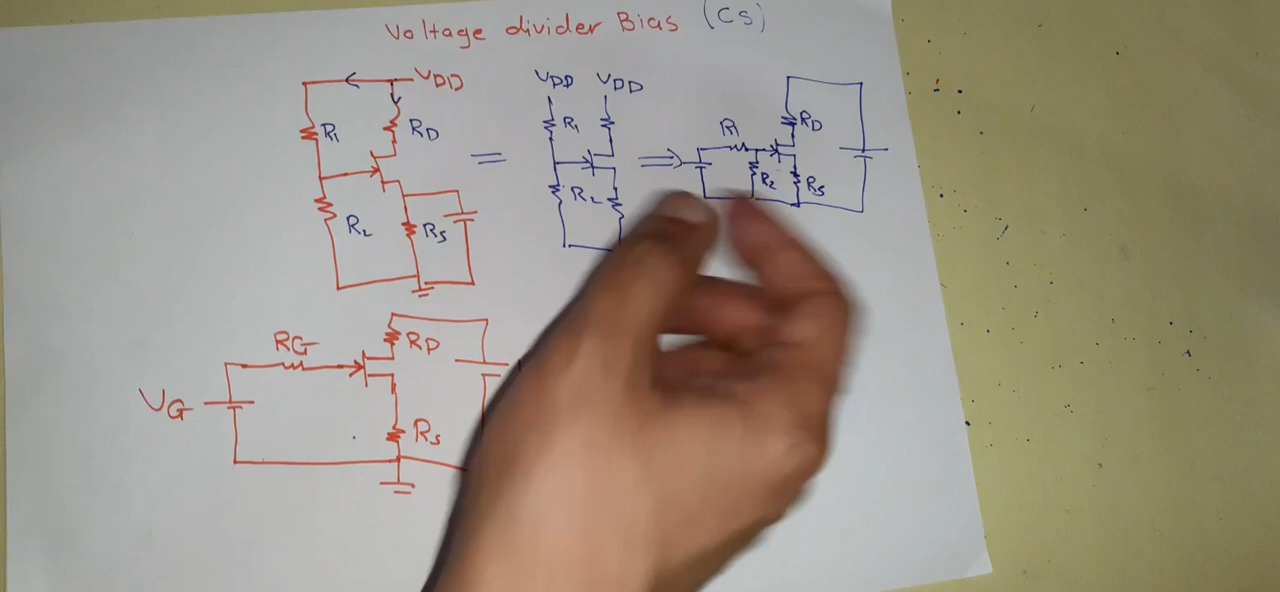 Voltage divider Bias (CS)
VDD
R1
RD
R2
RS
VDD VDD
R1
R2
R1
RD
R2
RS
RG
RD
VG
RS